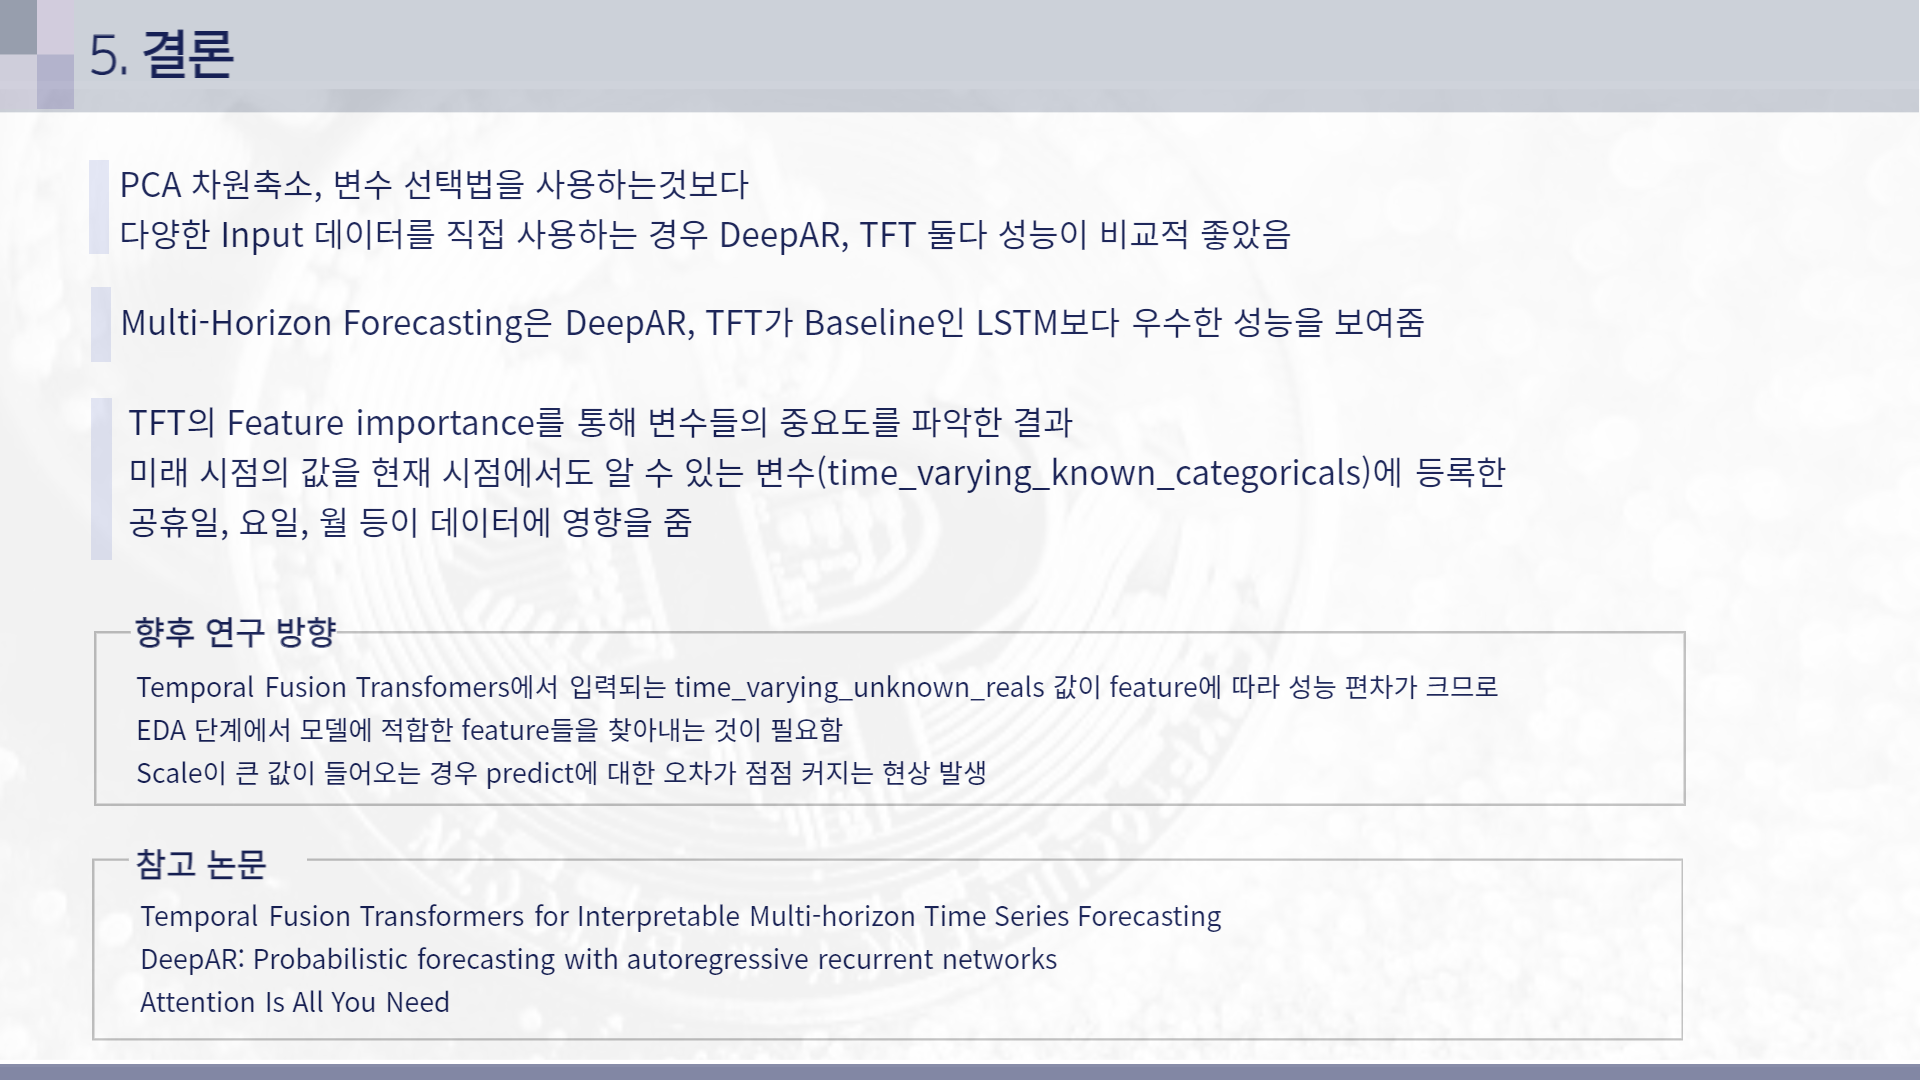 5. 결론
PCA 차원축소, 변수 선택법을 사용하는것보다
다양한 Input 데이터를 직접 사용하는 경우 DeepAR, TFT 둘다 성능이 비교적 좋았음
Multi-Horizon Forecasting은 DeepAR, TFT가 Baseline인 LSTM보다 우수한 성능을 보여줌
TFT의 Feature importance를 통해 변수들의 중요도를 파악한 결과
미래 시점의 값을 현재 시점에서도 알 수 있는 변수(time_varying_known_categoricals)에 등록한
공휴일, 요일, 월 등이 데이터에 영향을 줌
향후 연구 방향
Temporal Fusion Transfomers에서 입력되는 time_varying_unknown_reals 값이 feature에 따라 성능 편차가 크므로
EDA 단계에서 모델에 적합한 feature들을 찾아내는 것이 필요함
Scale이 큰 값이 들어오는 경우 predict에 대한 오차가 점점 커지는 현상 발생
참고 논문
Temporal Fusion Transformers for Interpretable Multi-horizon Time Series Forecasting
DeepAR: Probabilistic forecasting with autoregressive recurrent networks
Attention Is All You Need